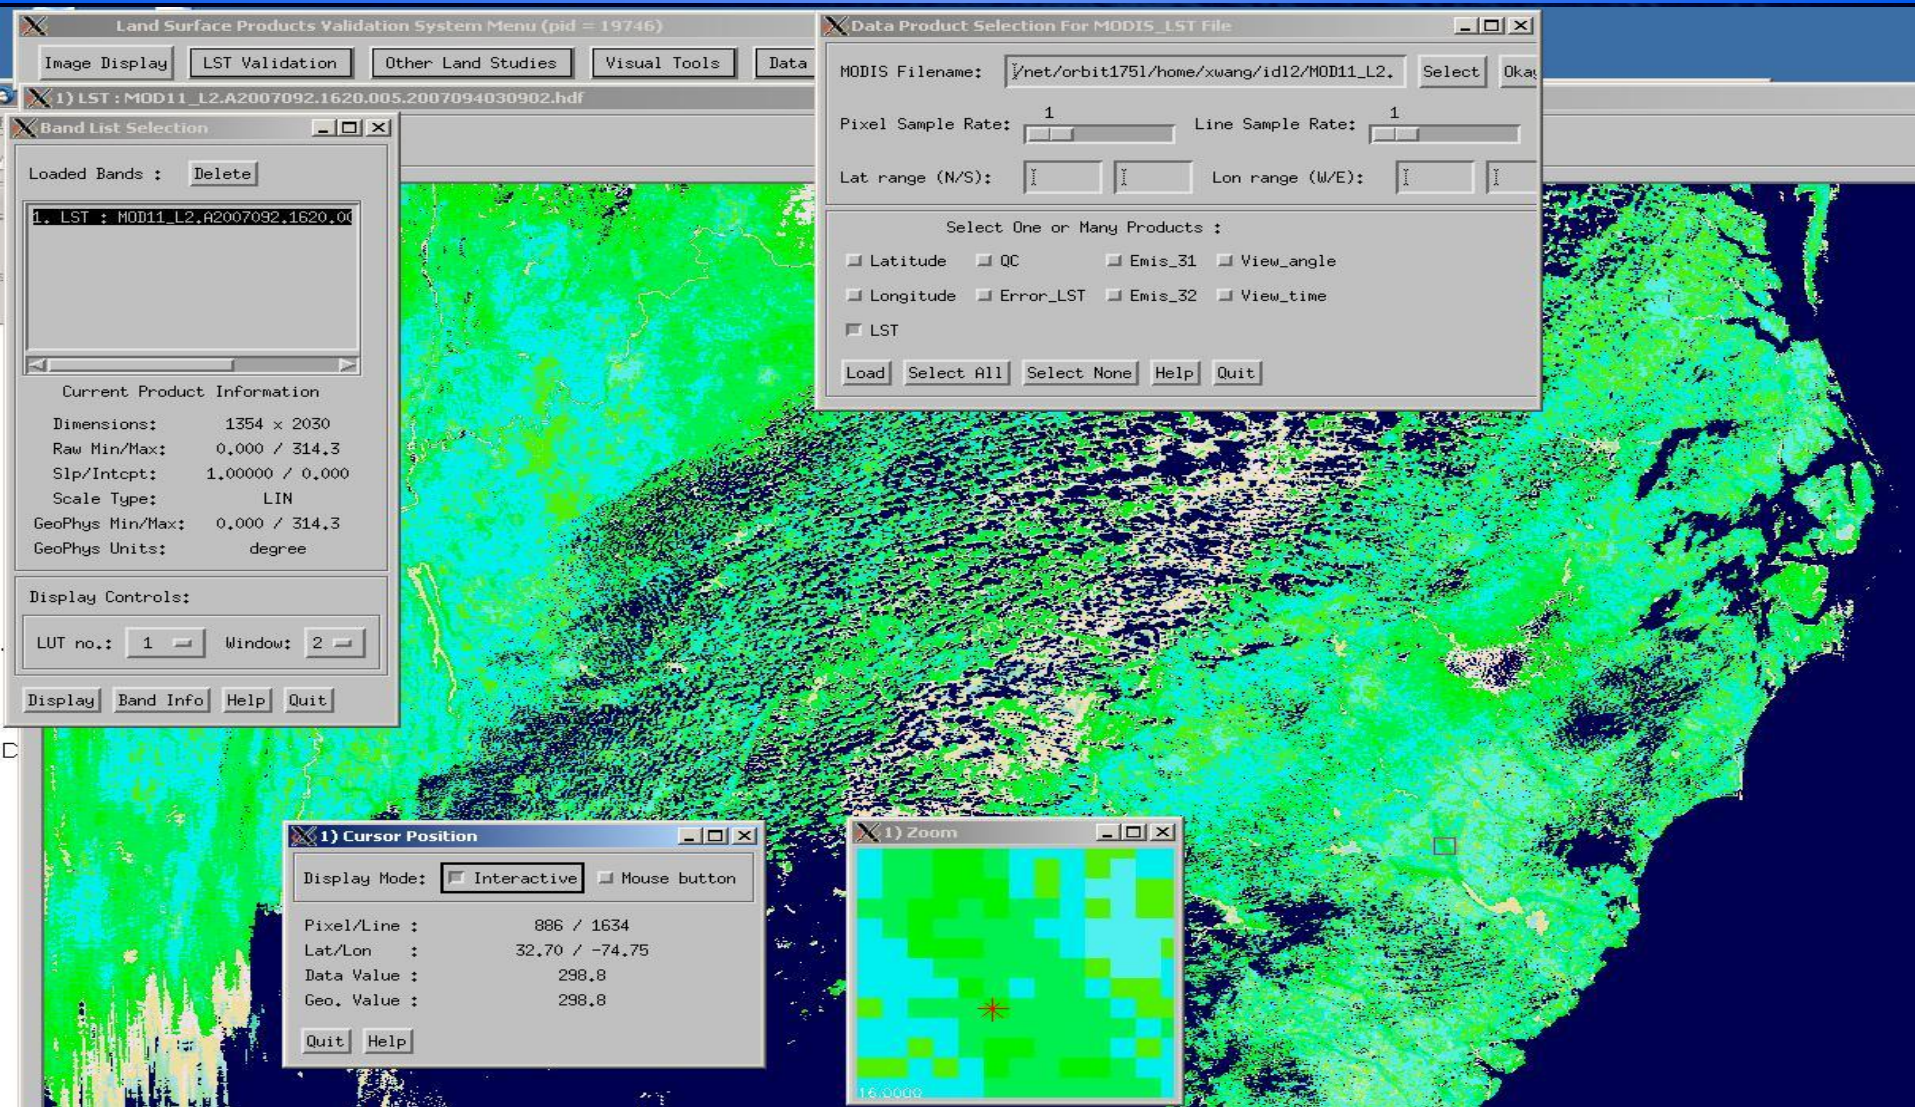 Land Surface Products Validation System Menu (pid = 19746)
Image Display LST Validation Other Land Studies Visual Tools Data
1) LST : MOD11_L2.A2007092.1620.005.2007094030902.hdf
Band List Selection
Loaded Bands : Delete
1. LST : MOD11_L2.A2007092.1620.00
Current Product Information
Dimensions: 1354 x 2030
Raw Min/Max: 0.000 / 314.3
Slp/Intcpt: 1.00000 / 0.000
Scale Type: LIN
GeoPhys Min/Max: 0.000 / 314.3
GeoPhys Units: degree
Display Controls:
LUT no.: 1 Window: 2
Display Band Info Help Quit
Data Product Selection For MODIS_LST File
MODIS Filename: /net/orbit175l/home/xwang/idl2/MOD11_L2. Select Okay
Pixel Sample Rate: 1 Line Sample Rate: 1
Lat range (N/S): Lon range (W/E):
Select One or Many Products :
Latitude QC Emis_31 View_angle
Longitude Error_LST Emis_32 View_time
LST
Load Select All Select None Help Quit
1) Cursor Position
Display Mode: Interactive Mouse button
Pixel/Line : 886 / 1634
Lat/Lon : 32.70 / -74.75
Data Value : 298.8
Geo. Value : 298.8
Quit Help
1) Zoom
16.0000